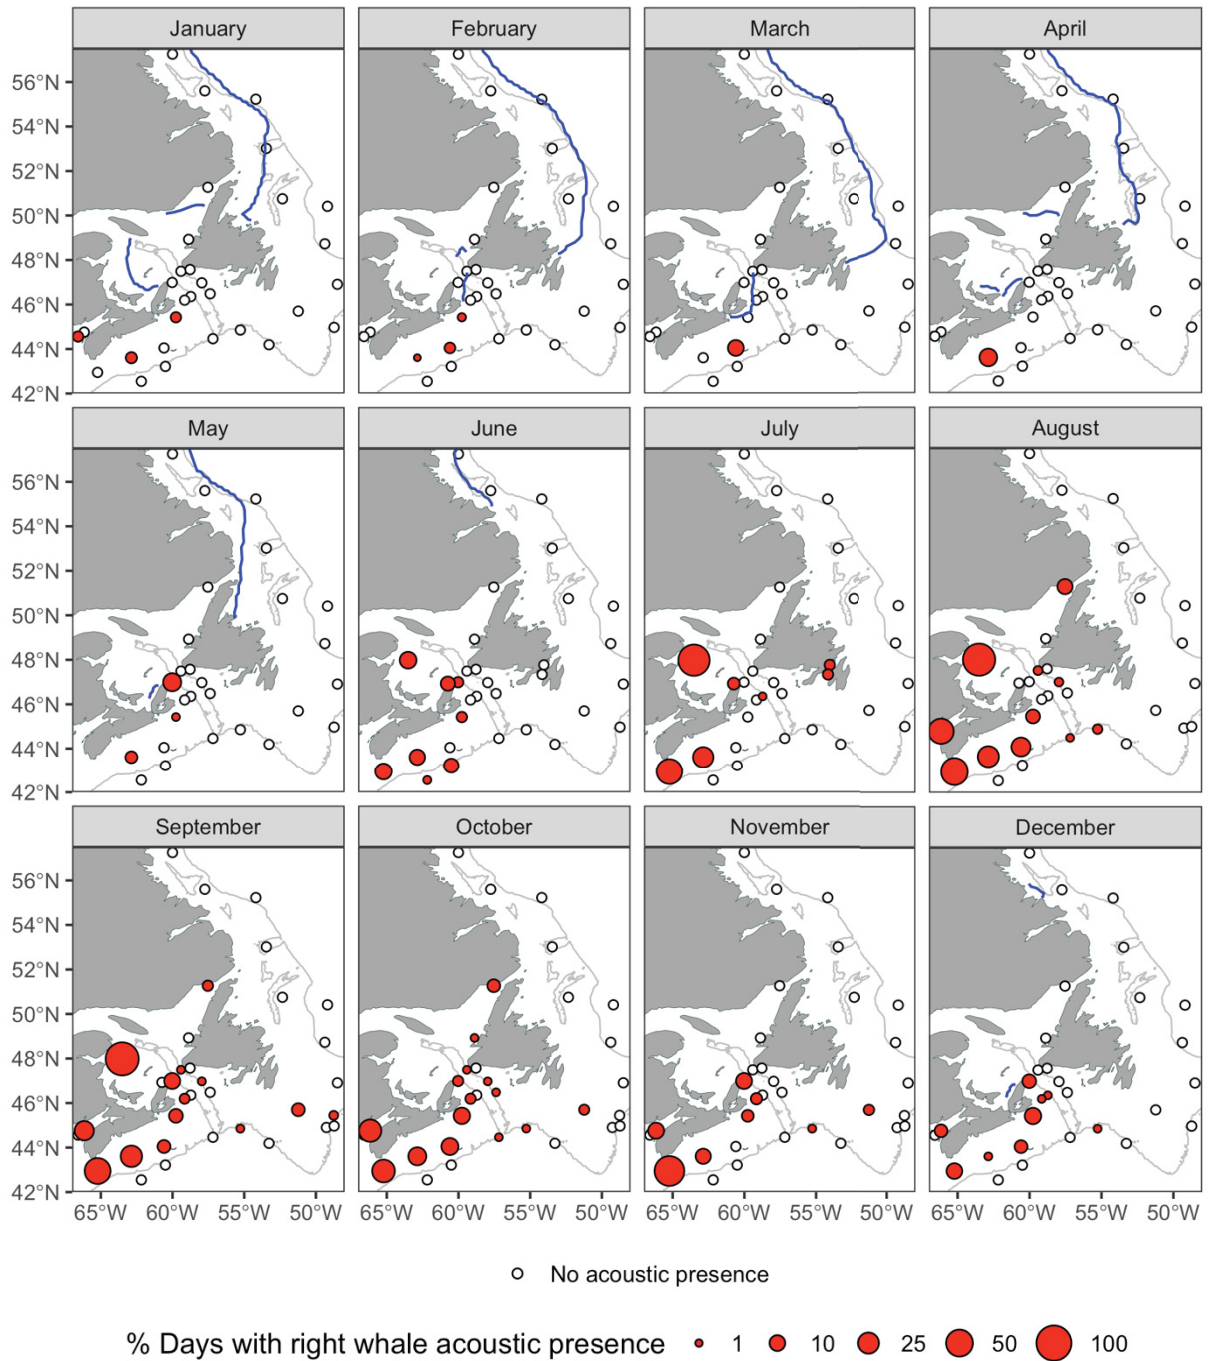 January February March April
56°N
54°N
52°N
50°N
48°N
46°N
44°N
42°N
May June July August
56°N
54°N
52°N
50°N
48°N
46°N
44°N
42°N
September October November December
56°N
54°N
52°N
50°N
48°N
46°N
44°N
42°N
65°W 60°W 55°W 50°W 65°W 60°W 55°W 50°W 65°W 60°W 55°W 50°W 65°W 60°W 55°W 50°W
No acoustic presence
% Days with right whale acoustic presence 1 10 25 50 100